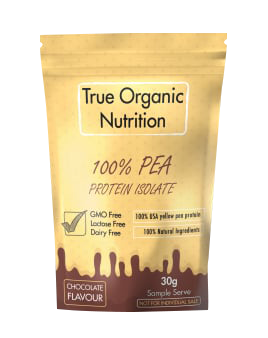 True Organic
Nutrition
100% PEA
PROTEIN ISOLATE
GMO Free
Lactose Free
Dairy Free
100% USA yellow pea protein
100% Natural Ingredients
CHOCOLATE
FLAVOUR
30g
Sample Serve
NOT FOR INDIVIDUAL SALE